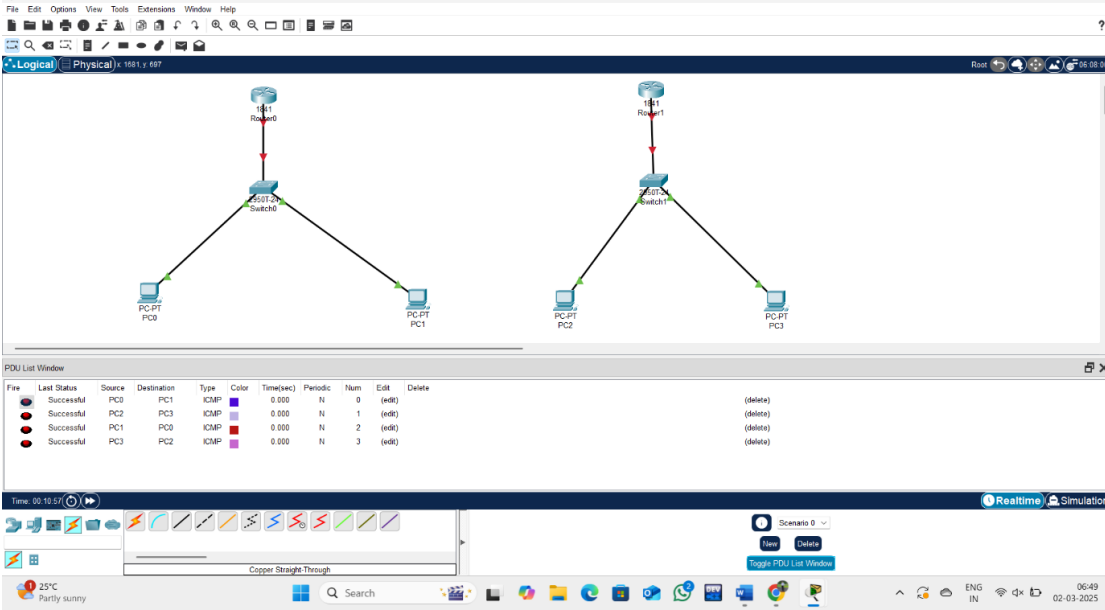 File Edit Options View Tools Extensions Window Help
?
Logical Physical x: 1681, y: 697 Root 06:08:0
1841
Router0
1841
Router1
2950T-24
Switch0
2950T-24
Switch1
PC-PT
PC0
PC-PT
PC1
PC-PT
PC2
PC-PT
PC3
PDU List Window
Fire Last Status Source Destination Type Color Time(sec) Periodic Num Edit Delete
Successful PC0 PC1 ICMP 0.000 N 0 (edit) (delete)
Successful PC2 PC3 ICMP 0.000 N 1 (edit) (delete)
Successful PC1 PC0 ICMP 0.000 N 2 (edit) (delete)
Successful PC3 PC2 ICMP 0.000 N 3 (edit) (delete)
Time: 00:10:57 Realtime Simulation
Scenario 0
New Delete
Toggle PDU List Window
Copper Straight-Through
1 25°C
Partly sunny
Search
2
ENG
IN
06:49
02-03-2025